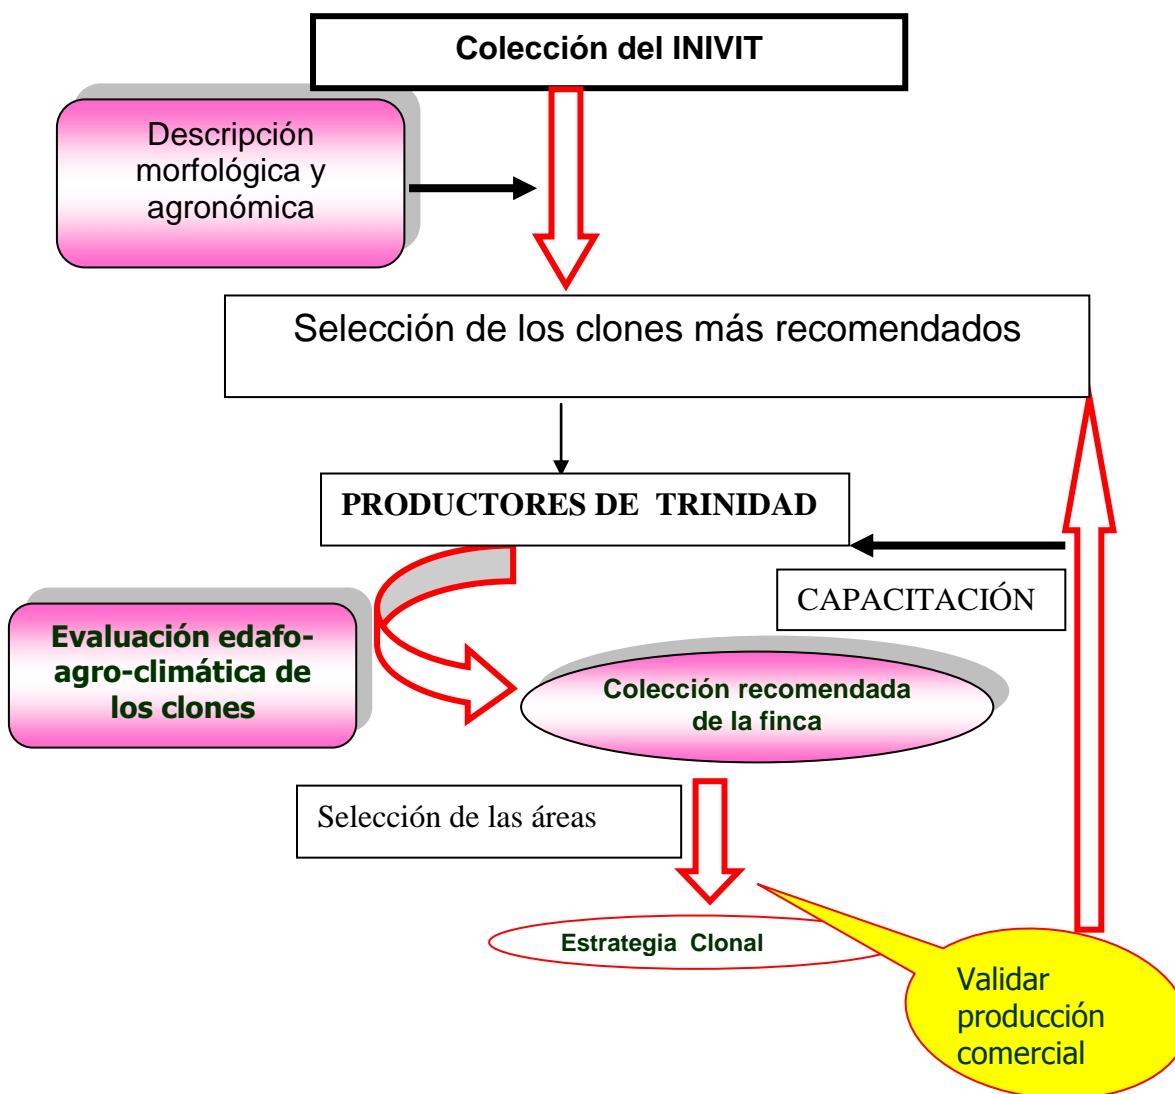 Colección del INIVIT
Descripción
morfológica y
agronómica
Selección de los clones más recomendados
PRODUCTORES DE TRINIDAD
CAPACITACIÓN
Evaluación edafo-
agro-climática de
los clones
Colección recomendada
de la finca
Selección de las áreas
Estrategia Clonal
Validar
producción
comercial